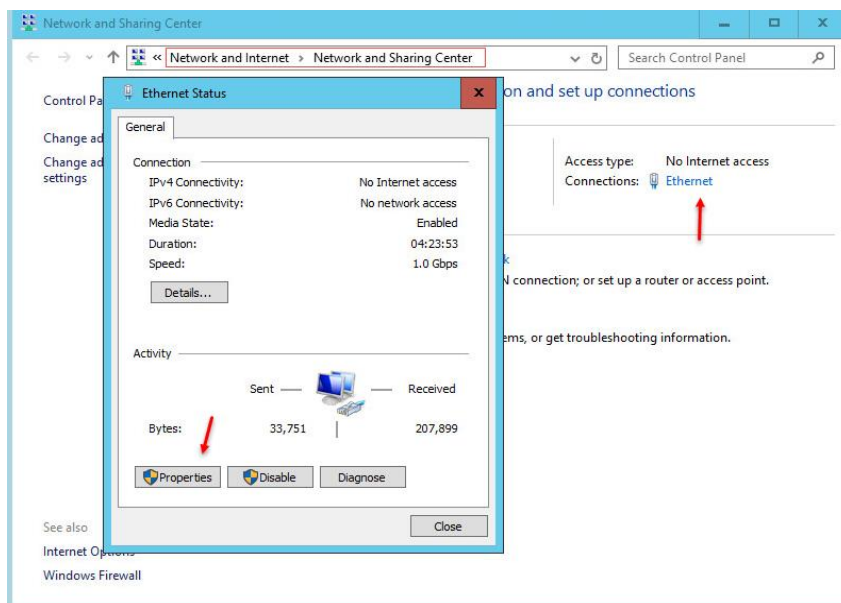 Network and Sharing Center
« Network and Internet > Network and Sharing Center
Search Control Panel
Control Pa
Change ad
Change ad
settings
on and set up connections
Access type: No Internet access
Connections: Ethernet
k
N connection; or set up a router or access point.
ems, or get troubleshooting information.
See also
Internet Options
Windows Firewall
Ethernet Status
x
General
Connection
IPv4 Connectivity: No Internet access
IPv6 Connectivity: No network access
Media State: Enabled
Duration: 04:23:53
Speed: 1.0 Gbps
Details...
Activity
Sent — — Received
Bytes: 33,751 | 207,899
Properties Disable Diagnose
Close